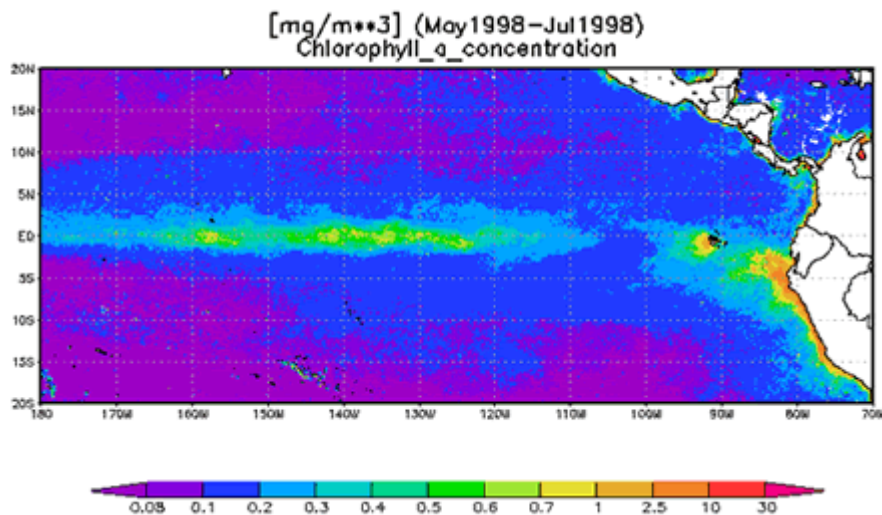 [mg/m**3] (May1998-Jul1998)
Chlorophyll_a_concentration
20N
15N
10N
5N
EQ
5S
10S
15S
20S
180 170W 160W 150W 140W 130W 120W 110W 100W 90W 80W 70W
0.08 0.1 0.2 0.3 0.4 0.5 0.6 0.7 1 2.5 10 30